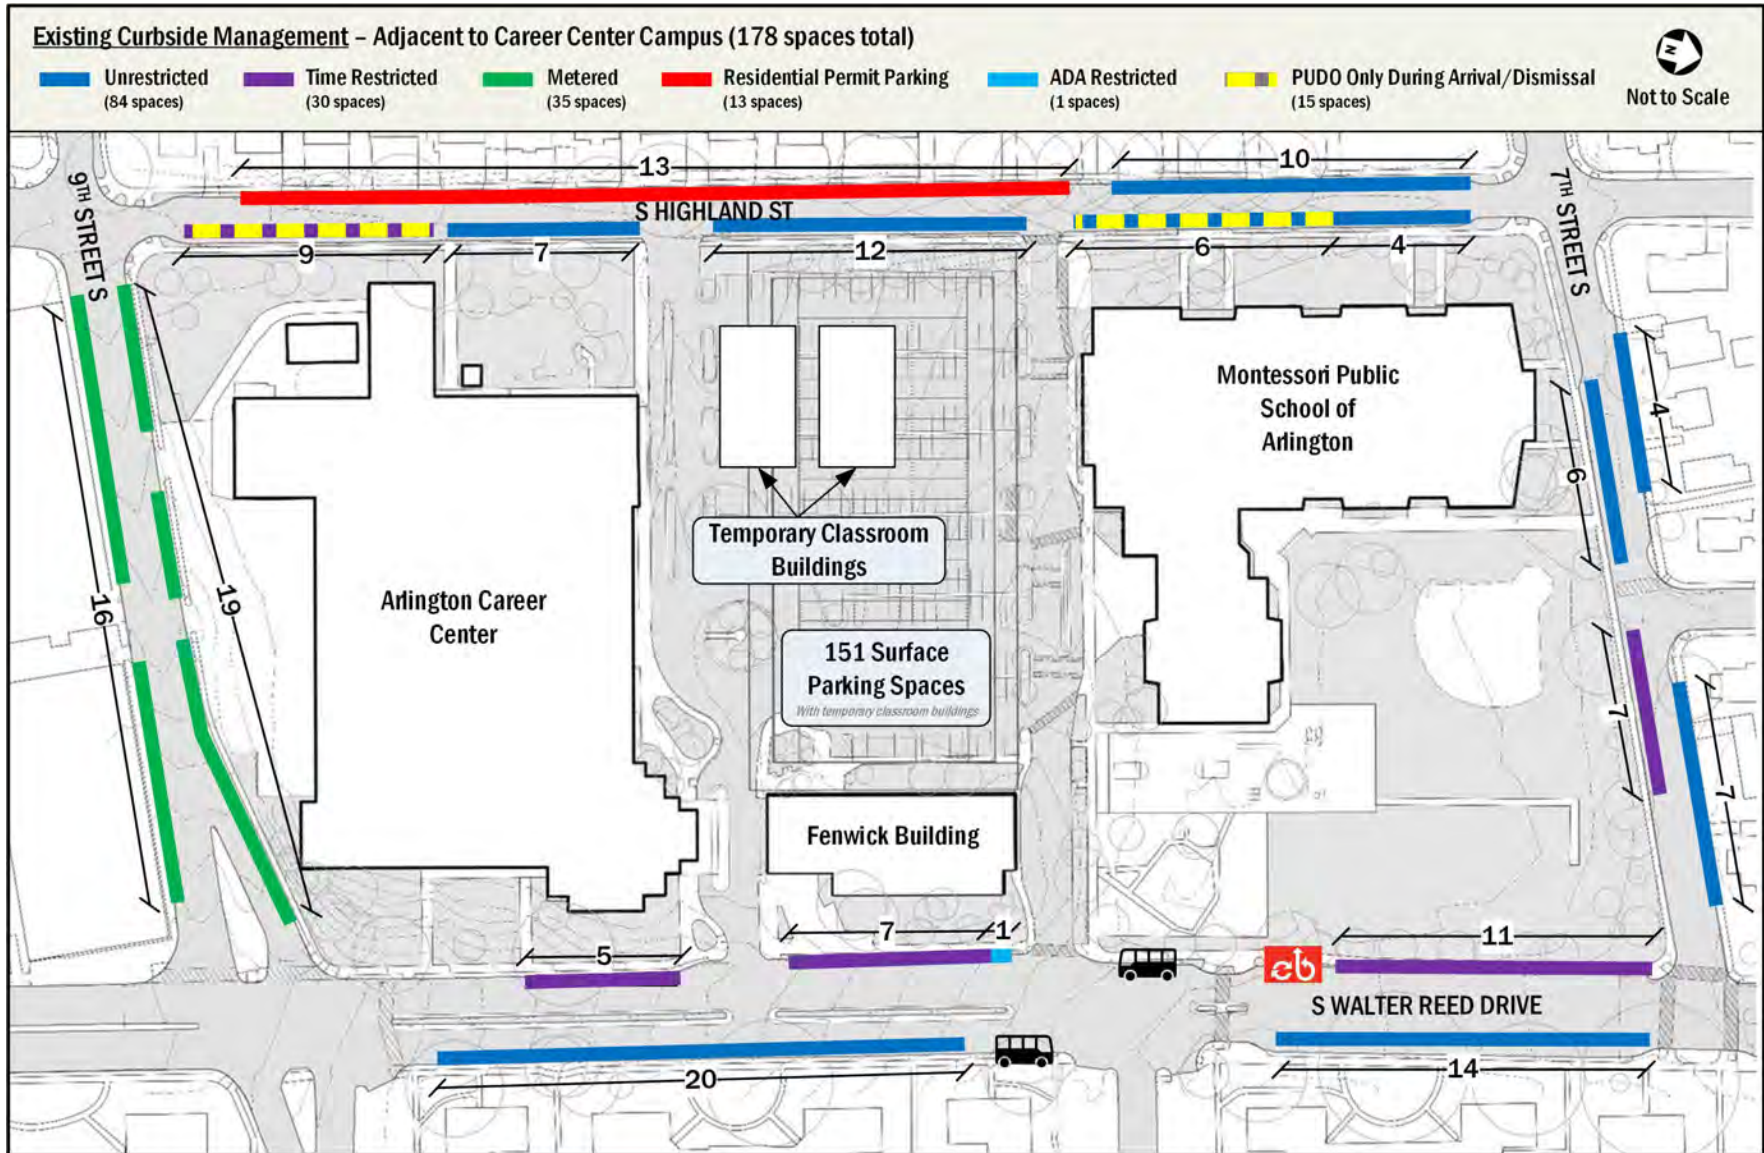 Existing Curbside Management – Adjacent to Career Center Campus (178 spaces total)
Unrestricted
(84 spaces)
Time Restricted
(30 spaces)
Metered
(35 spaces)
Residential Permit Parking
(13 spaces)
ADA Restricted
(1 spaces)
PUDO Only During Arrival/Dismissal
(15 spaces)
N
Not to Scale
13
10
9TH STREET S
S HIGHLAND ST
7TH STREET S
9
7
12
6
4
Montessori Public
School of
Arlington
4
6
Temporary Classroom
Buildings
16
19
Arlington Career
Center
151 Surface
Parking Spaces
With temporary classroom buildings
7
7
Fenwick Building
5
7
1
11
S WALTER REED DRIVE
20
14